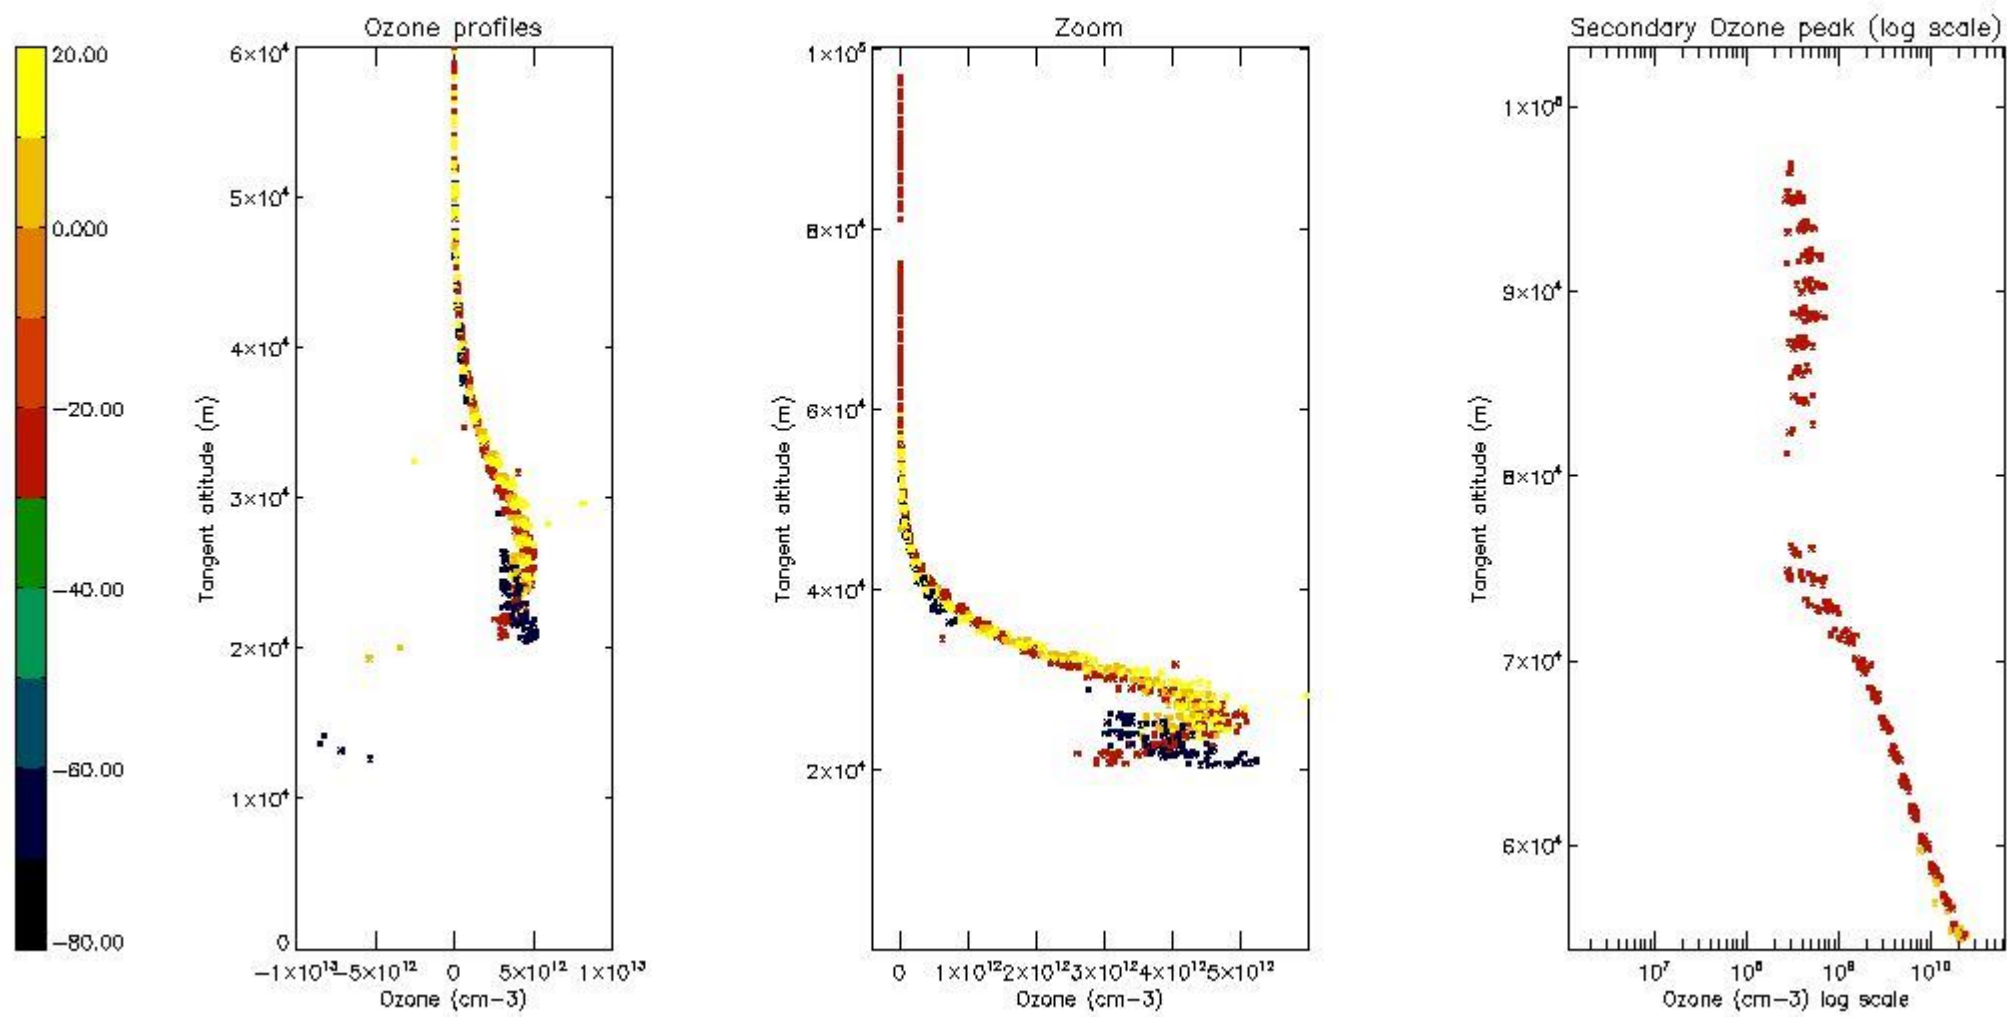 Ozone profiles
Zoom
Secondary Ozone peak (log scale)
20.00
0.000
−20.00
−40.00
−60.00
−80.00
6×10⁴
5×10⁴
4×10⁴
3×10⁴
2×10⁴
1×10⁴
0
Tangent altitude (m)
−1×10¹³ −5×10¹² 0 5×10¹² 1×10¹³
Ozone (cm−3)
1×10⁵
8×10⁴
6×10⁴
4×10⁴
2×10⁴
Tangent altitude (m)
0 1×10¹² 2×10¹² 3×10¹² 4×10¹² 5×10¹²
Ozone (cm−3)
1×10⁵
9×10⁴
8×10⁴
7×10⁴
6×10⁴
Tangent altitude (m)
10⁷ 10⁸ 10⁹ 10¹⁰
Ozone (cm−3) log scale